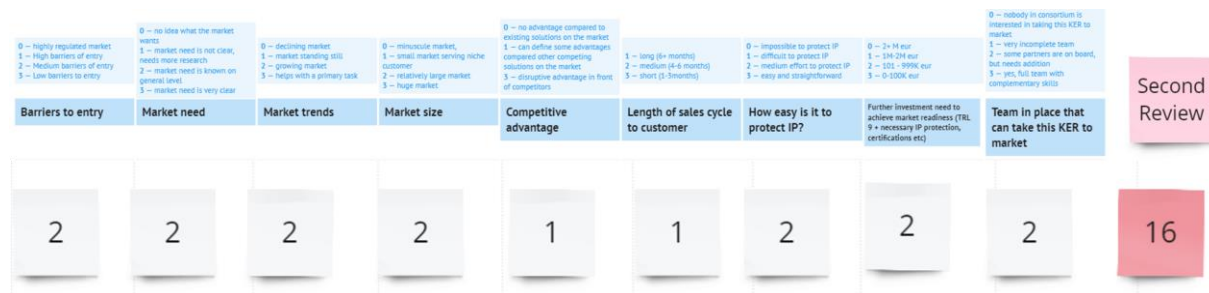 0 — highly regulated market
1 — High barriers of entry
2 — Medium barriers of entry
3 — Low barriers to entry
Barriers to entry
0 — no idea what the market
wants
1 — market need is not clear,
needs more research
2 — market need is known on
general level
3 — market need is very clear
Market need
0 — declining market
1 — market standing still
2 — growing market
3 — helps with a primary task
Market trends
0 — minuscule market,
1 — small market serving niche
customer
2 — relatively large market
3 — huge market
Market size
0 — no advantage compared to
existing solutions on the market
1 — can define some advantages
compared other competing
solutions on the market
3 — disruptive advantage in front
of competitors
Competitive
advantage
1 — long (6+ months)
2 — medium (4-6 months)
3 — short (1-3months)
Length of sales cycle
to customer
0 — impossible to protect IP
1 — difficult to protect IP
2 — medium effort to protect IP
3 — easy and straightforward
How easy is it to
protect IP?
0 — 2+ M eur
1 — 1M-2M eur
2 — 101 - 999K eur
3 — 0-100K eur
Further investment need to
achieve market readiness (TRL
9 + necessary IP protection,
certifications etc)
0 — nobody in consortium is
interested in taking this KER to
market
1 — very incomplete team
2 — some partners are on board,
but needs addition
3 — yes, full team with
complementary skills
Team in place that
can take this KER to
market
Second
Review
2
2
2
2
1
1
2
2
2
16